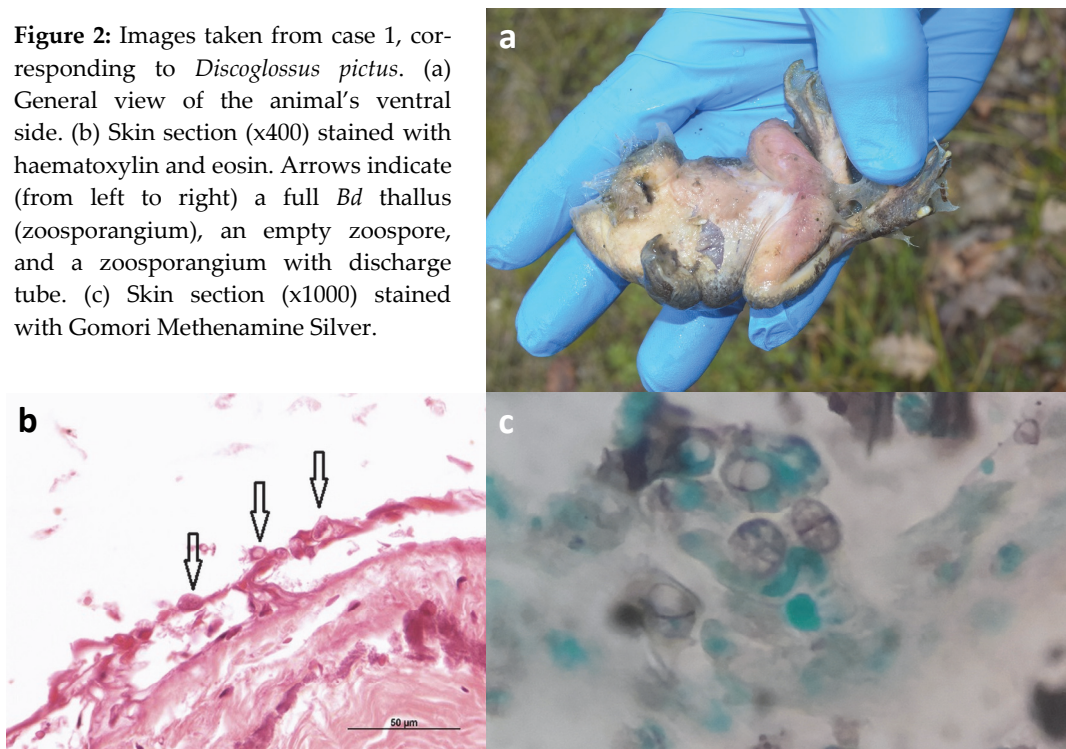 Figure 2: Images taken from case 1, cor-
responding to Discoglossus pictus. (a)
General view of the animal's ventral
side. (b) Skin section (x400) stained with
haematoxylin and eosin. Arrows indicate
(from left to right) a full Bd thallus
(zoosporangium), an empty zoospore,
and a zoosporangium with discharge
tube. (c) Skin section (x1000) stained
with Gomori Methenamine Silver.
a
b
50 µm
c